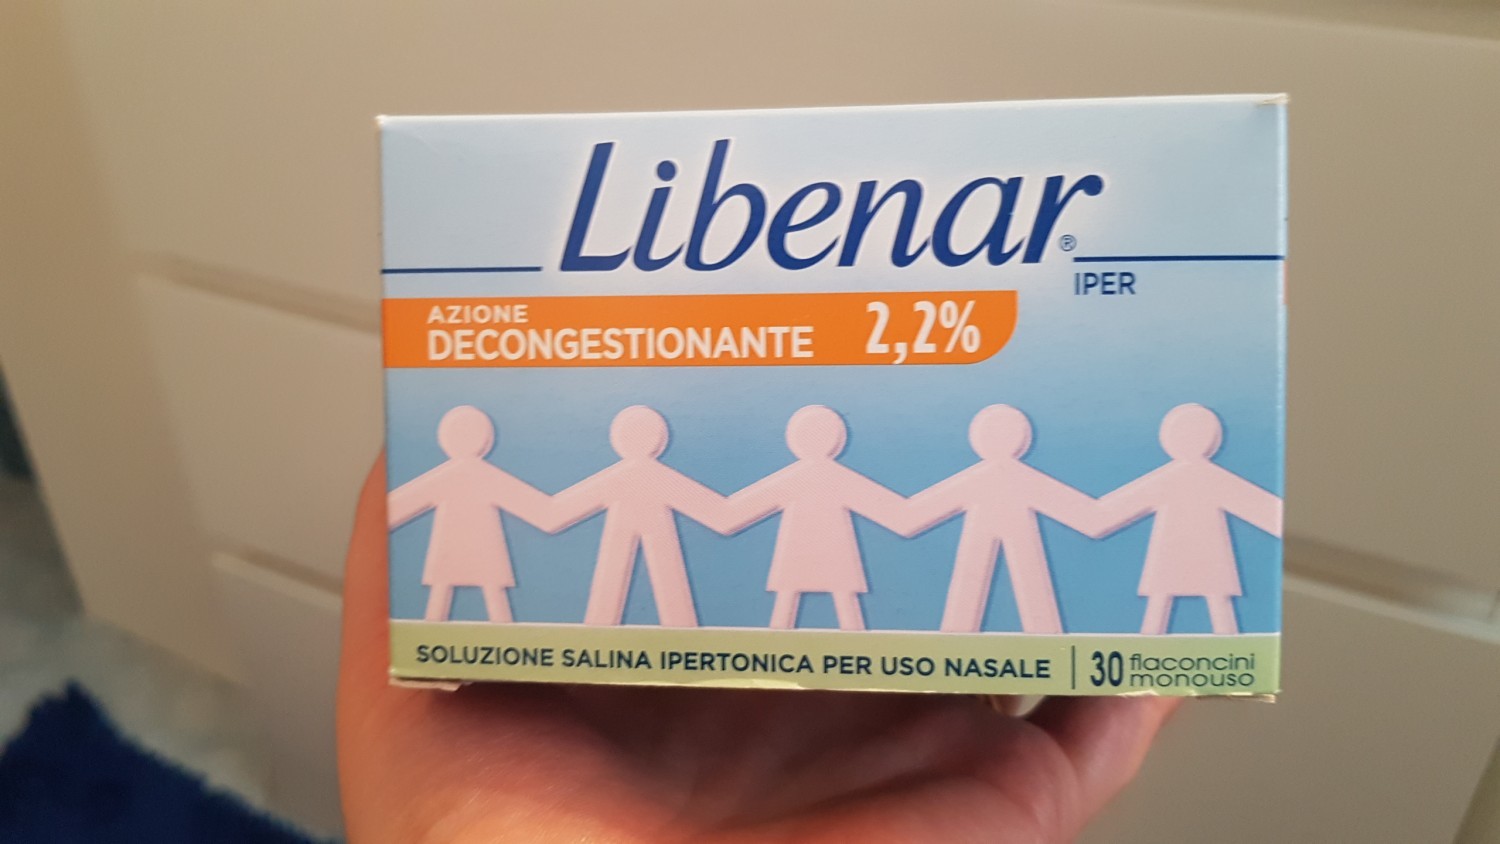 Libenar®
IPER
AZIONE
DECONGESTIONANTE 2,2%
SOLUZIONE SALINA IPERTONICA PER USO NASALE | 30 flaconcini
monouso